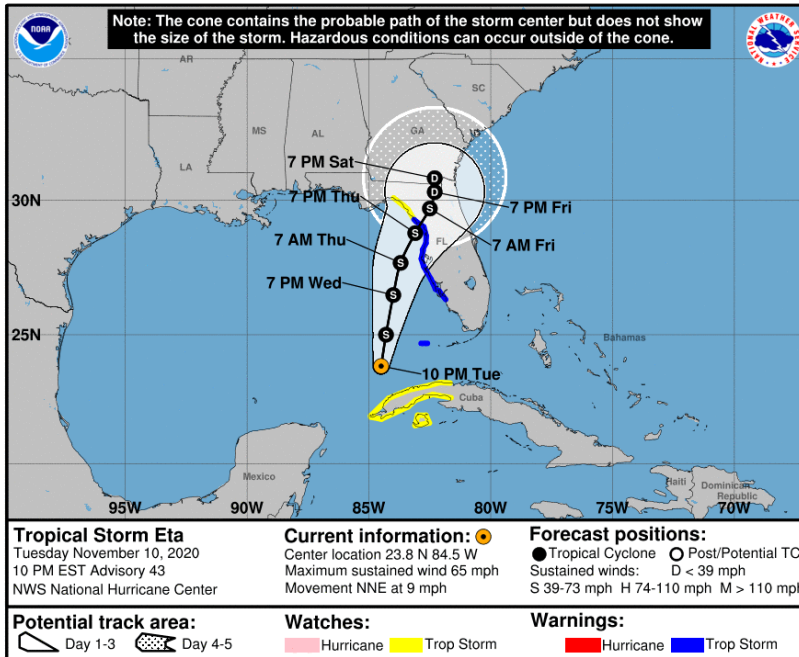 Note: The cone contains the probable path of the storm center but does not show
the size of the storm. Hazardous conditions can occur outside of the cone.
NOAA
NATIONAL WEATHER SERVICE
AR
SC
MS
AL
GA
LA
7 PM Sat
30N
7 PM Thu
7 PM Fri
7 AM Thu
FL
7 AM Fri
7 PM Wed
25N
Bahamas
10 PM Tue
Cuba
Mexico
Haiti
Dominican
Republic
95W
90W
85W
80W
75W
70W
Tropical Storm Eta
Tuesday November 10, 2020
10 PM EST Advisory 43
NWS National Hurricane Center
Current information:
Center location 23.8 N 84.5 W
Maximum sustained wind 65 mph
Movement NNE at 9 mph
Forecast positions:
Tropical Cyclone Post/Potential TC
Sustained winds: D < 39 mph
S 39-73 mph H 74-110 mph M > 110 mph
Potential track area:
Day 1-3 Day 4-5
Watches:
Hurricane Trop Storm
Warnings:
Hurricane Trop Storm
D
D
S
S
S
S
S